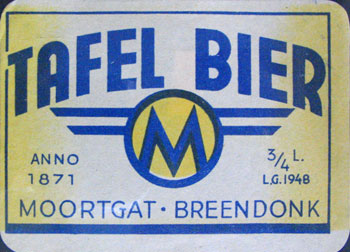 TAFEL BIER
M
ANNO
1871
3/4 L.
L.G.1948
MOORTGAT · BREENDONK